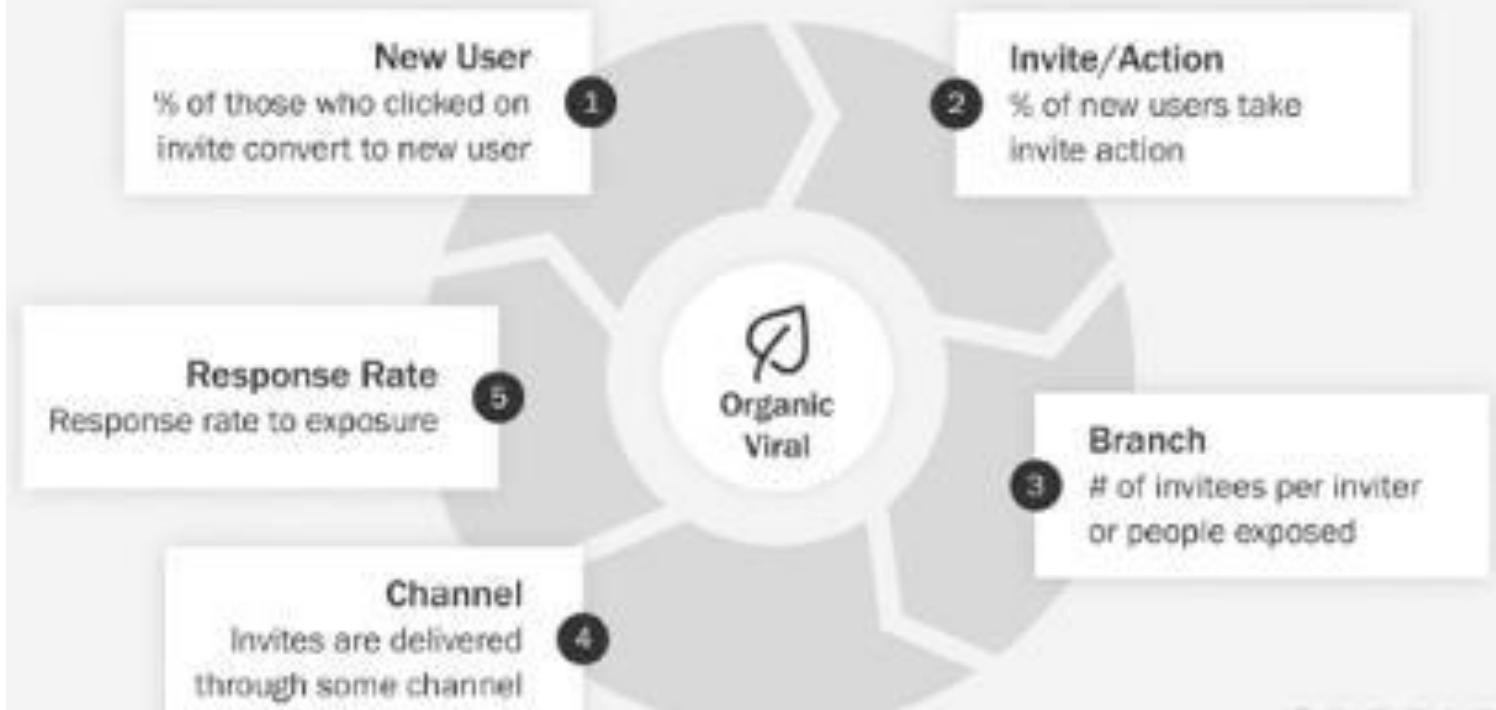 New User
% of those who clicked on
invite convert to new user
1
2
Invite/Action
% of new users take
invite action
Response Rate
Response rate to exposure
5
Organic
Viral
3
Branch
# of invitees per inviter
or people exposed
Channel
Invites are delivered
through some channel
4